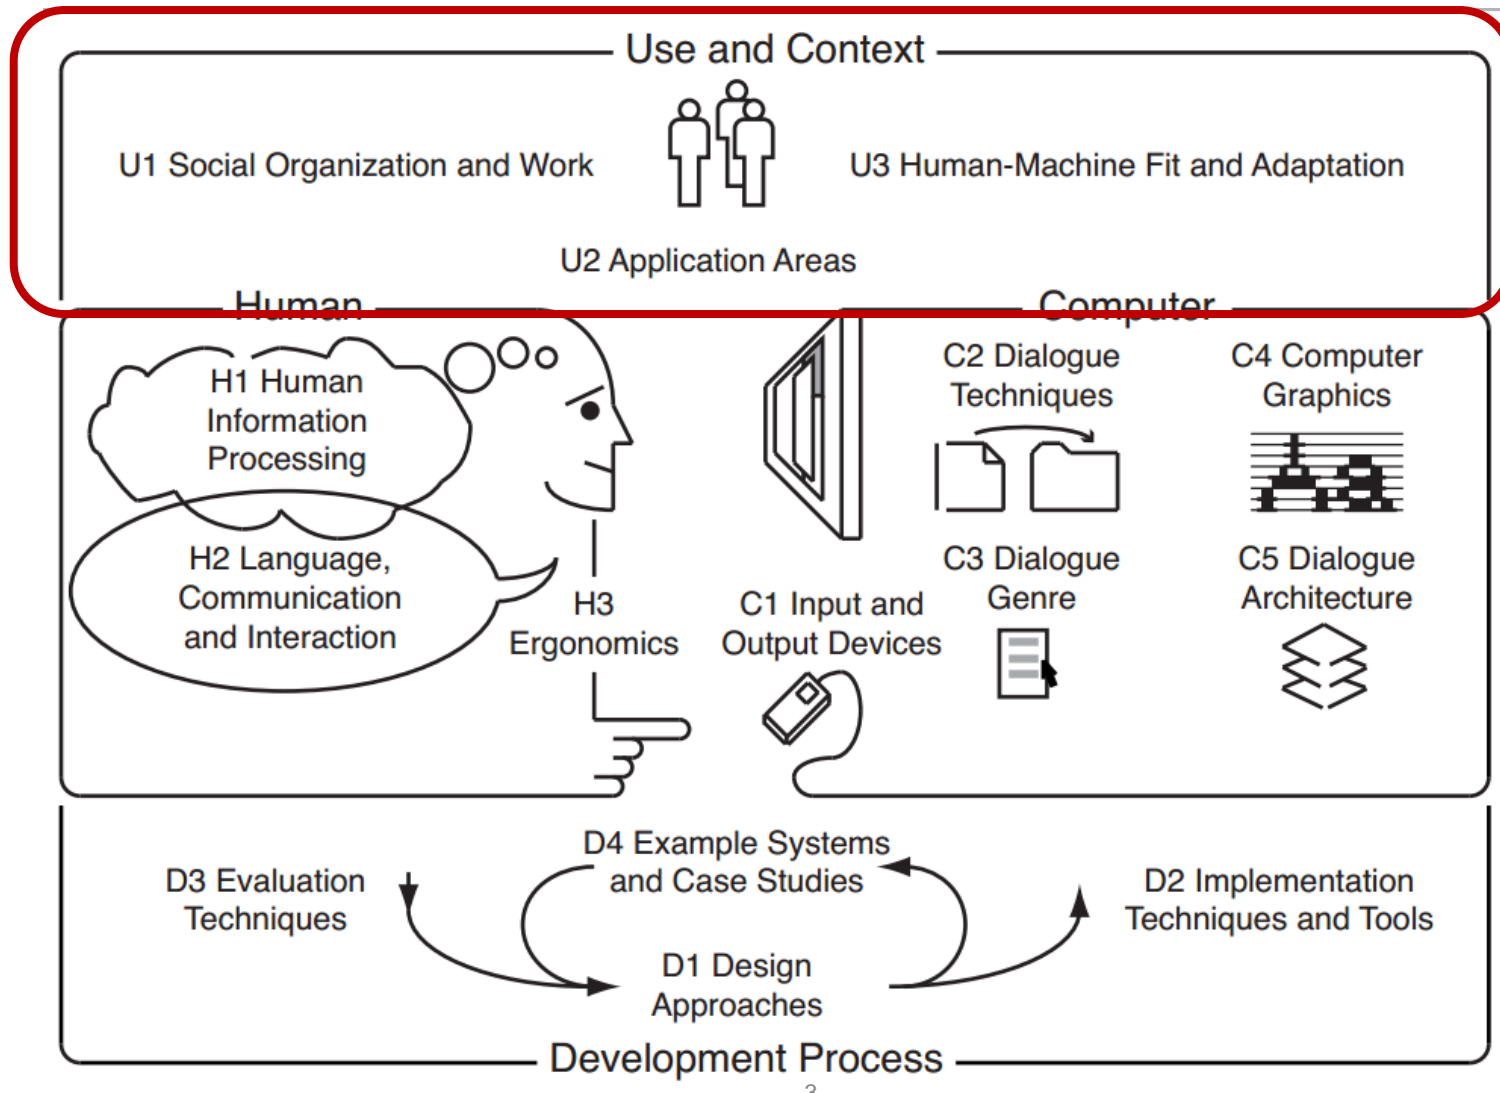 Use and Context
U1 Social Organization and Work
U3 Human-Machine Fit and Adaptation
U2 Application Areas
Human
Computer
H1 Human
Information
Processing
H2 Language,
Communication
and Interaction
H3
Ergonomics
C1 Input and
Output Devices
C2 Dialogue
Techniques
C4 Computer
Graphics
C3 Dialogue
Genre
C5 Dialogue
Architecture
D3 Evaluation
Techniques
D4 Example Systems
and Case Studies
D1 Design
Approaches
D2 Implementation
Techniques and Tools
Development Process
3